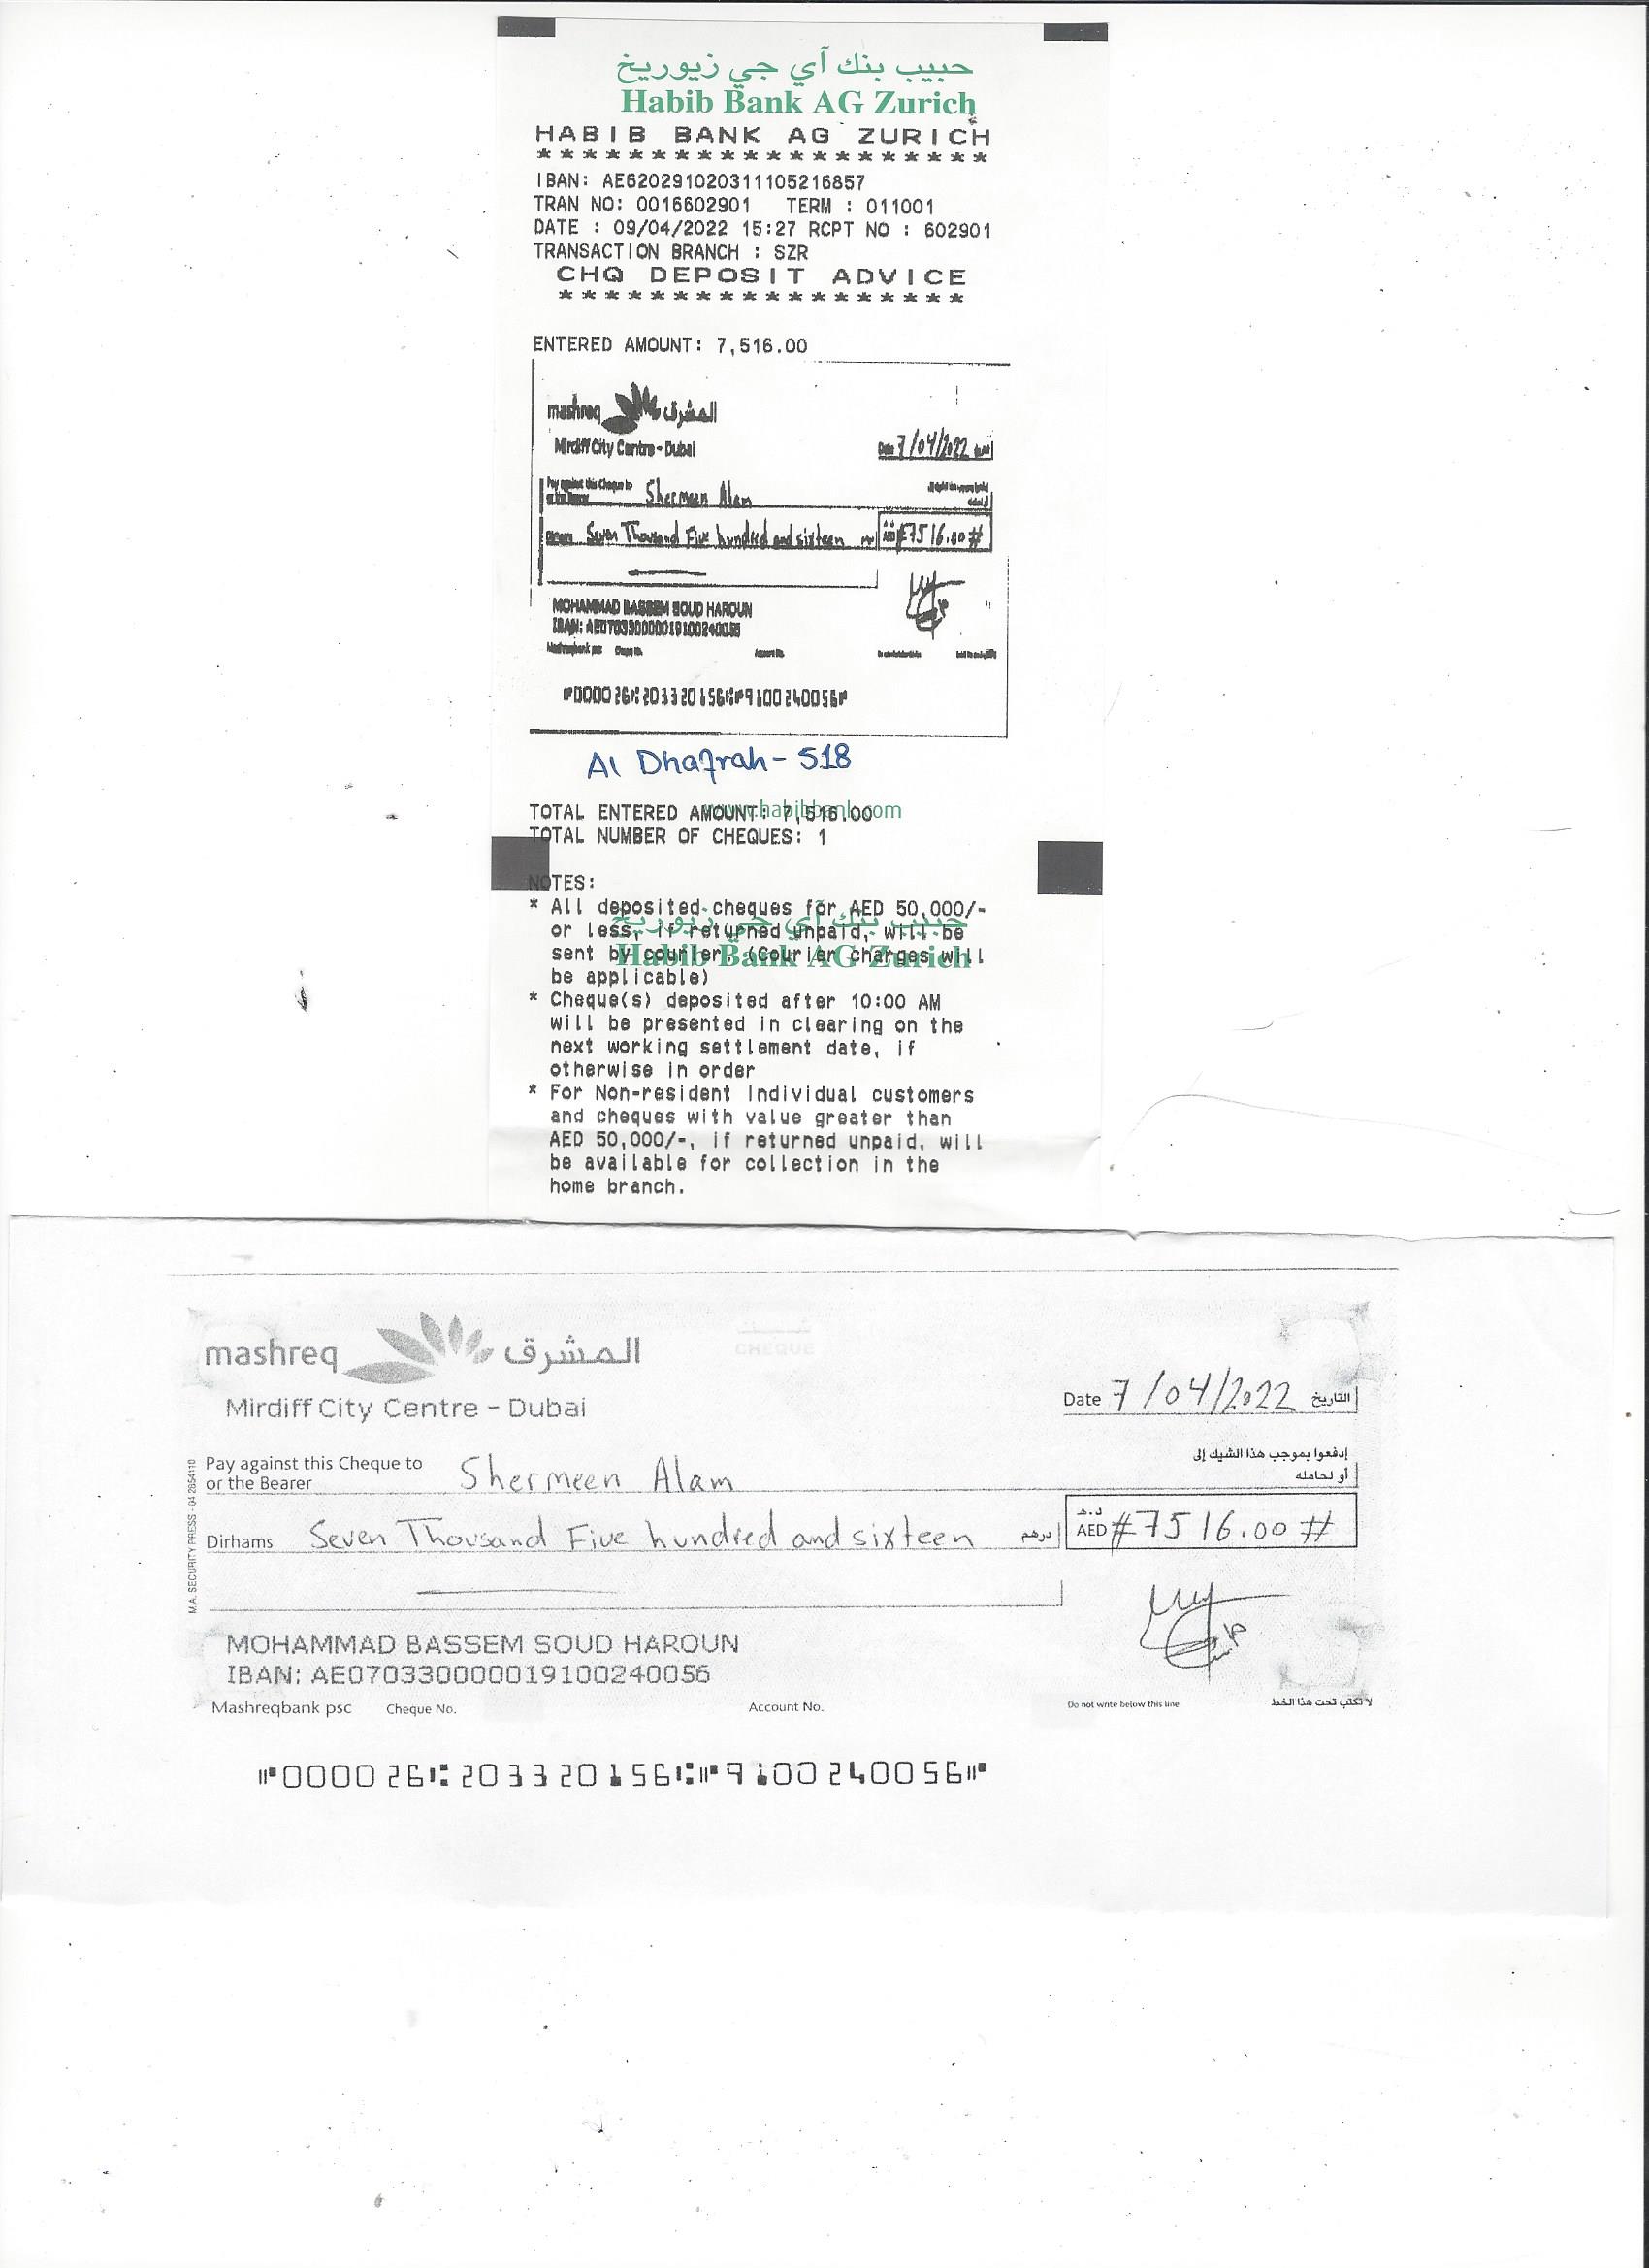 حبيب بنك آي جي زيوريخ
Habib Bank AG Zurich
HABIB BANK AG ZURICH
********************
IBAN: AE620291020311105216857
TRAN NO: 0016602901 TERM : 011001
DATE : 09/04/2022 15:27 RCPT NO : 602901
TRANSACTION BRANCH : SZR
CHQ DEPOSIT ADVICE
******************
ENTERED AMOUNT: 7,516.00
mashreq المشرق
Mirdiff City Centre - Dubai
Date 7/04/2022
Pay against this Cheque to
Shermeen Alam
Seven Thousand Five hundred and sixteen
AED #7516.00#
MOHAMMAD BASSEM SOUD HAROUN
IBAN: AE070330000019100240056
Mashreqbank psc Cheque No. Account No.
000026 203320156 9100240056
Al Dhafrah - 518
www.habibbank.com
TOTAL ENTERED AMOUNT: 7,516.00
TOTAL NUMBER OF CHEQUES: 1
NOTES:
* All deposited cheques for AED 50,000/-
or less, if returned unpaid, will be
sent by courier. (Courier charges will
be applicable)
حبيب بنك آي جي زيوريخ
Habib Bank AG Zurich
* Cheque(s) deposited after 10:00 AM
will be presented in clearing on the
next working settlement date, if
otherwise in order
* For Non-resident Individual customers
and cheques with value greater than
AED 50,000/-, if returned unpaid, will
be available for collection in the
home branch.
mashreq المشرق
CHEQUE
Mirdiff City Centre - Dubai
Date 7/04/2022 التاريخ
Pay against this Cheque to Shermeen Alam إدفعوا بموجب هذا الشيك إلى
or the Bearer أو لحامله
Dirhams Seven Thousand Five hundred and sixteen درهم
د.هـ
AED #7516.00#
M.A. SECURITY PRESS - 04 2654110
MOHAMMAD BASSEM SOUD HAROUN
IBAN: AE070330000019100240056
Mashreqbank psc Cheque No. Account No. Do not write below this line لا تكتب تحت هذا الخط
000026 203320156 9100240056